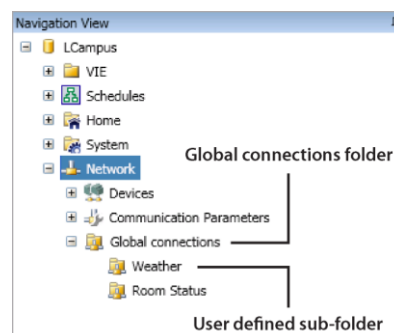 Navigation View
LCampus
VIE
Schedules
Home
System
Network
Global connections folder
Devices
Communication Parameters
Global connections
Weather
Room Status
User defined sub-folder